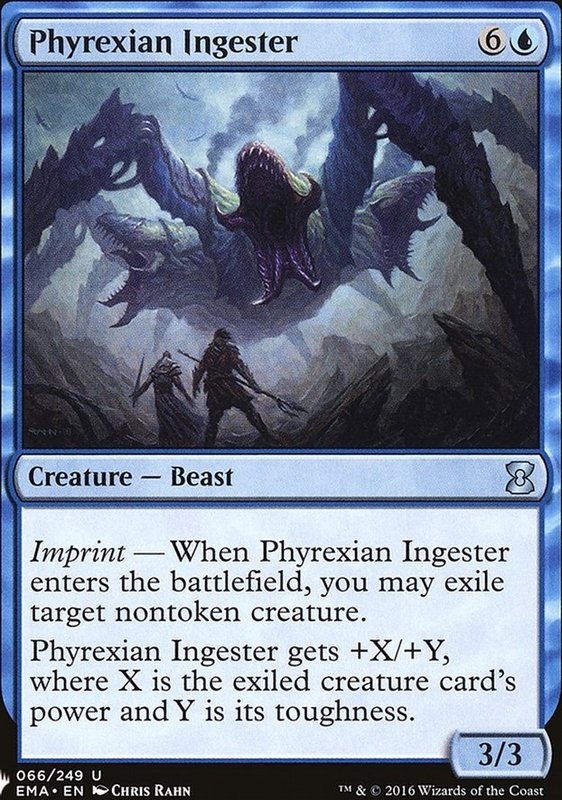 Phyrexian Ingester 6
RAHN
Creature — Beast
Imprint — When Phyrexian Ingester
enters the battlefield, you may exile
target nontoken creature.
Phyrexian Ingester gets +X/+Y,
where X is the exiled creature card's
power and Y is its toughness.
3/3
066/249 U
EMA • EN Chris Rahn
™ & © 2016 Wizards of the Coast